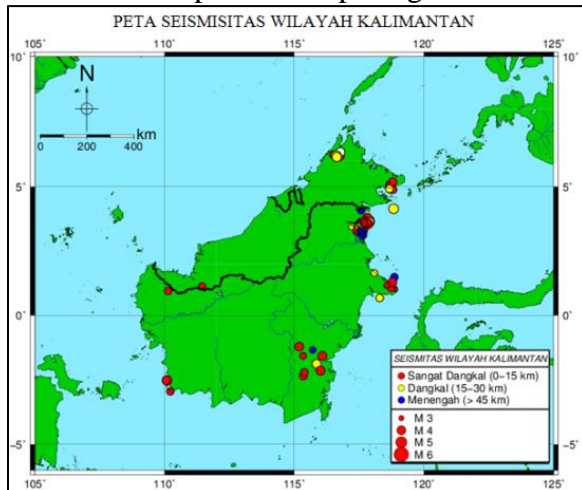 PETA SEISMISITAS WILAYAH KALIMANTAN
105° 110° 115° 120° 125°
10° 10°
N
km
0 200 400
5° 5°
0° 0°
SEISMITAS WILAYAH KALIMANTAN
Sangat Dangkal (0-15 km)
Dangkal (15-30 km)
Menengah (> 45 km)
M 3
M 4
M 5
M 6
-5° -5°
105° 110° 115° 120° 125°